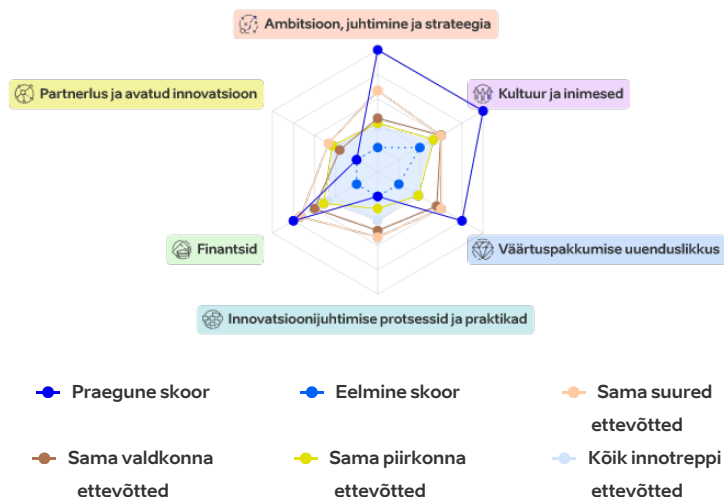 Ambitsioon, juhtimine ja strateegia
Partnerlus ja avatud innovatsioon
Kultuur ja inimesed
Finantsid
Väärtuspakkumise uuenduslikkus
Innovatsioonijuhtimise protsessid ja praktikad
Praegune skoor
Eelmine skoor
Sama suured
ettevõtted
Sama valdkonna
ettevõtted
Sama piirkonna
ettevõtted
Kõik innotreppi
ettevõtted